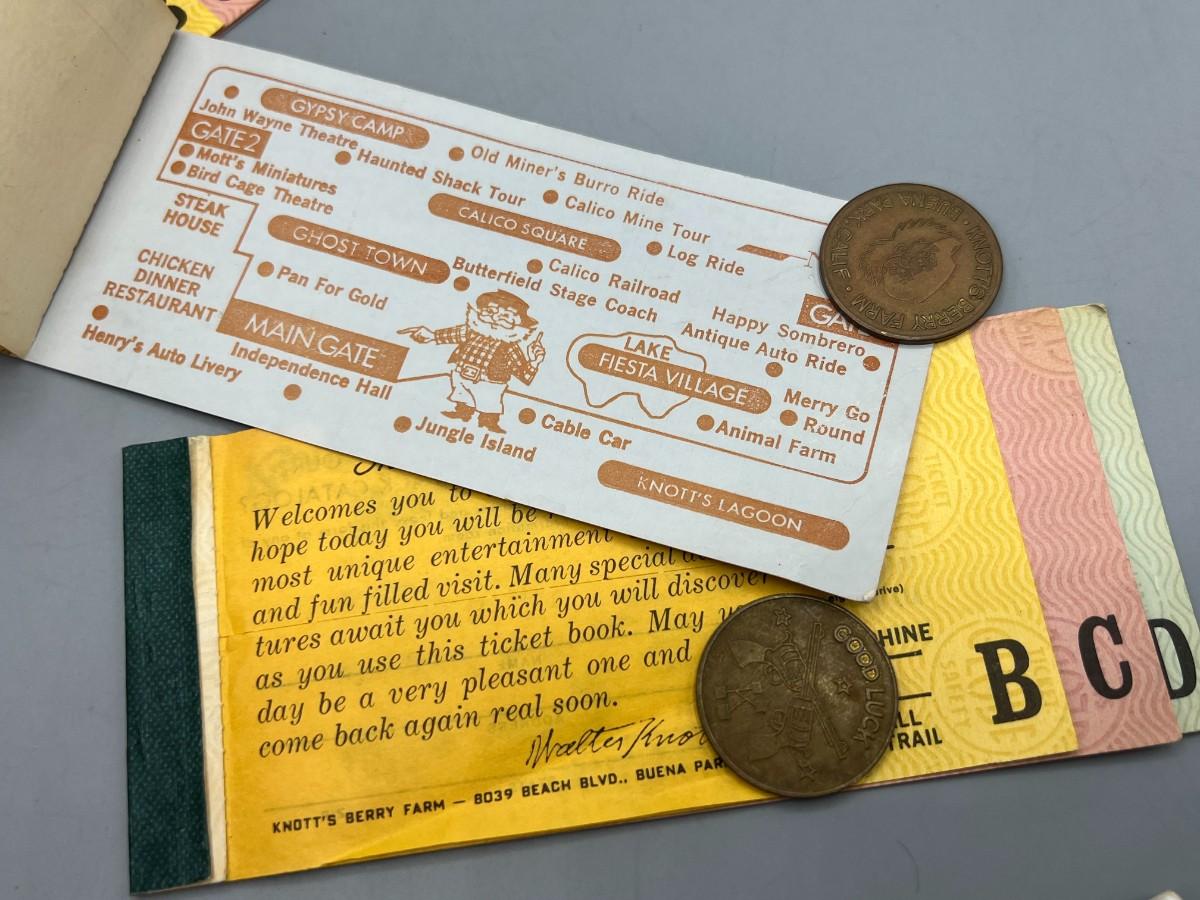 GYPSY CAMP
John Wayne Theatre
GATE 2
Mott's Miniatures
Bird Cage Theatre
Haunted Shack Tour
Old Miner's Burro Ride
Calico Mine Tour
CALICO SQUARE
Log Ride
STEAK
HOUSE
GHOST TOWN
Calico Railroad
Butterfield Stage Coach
CHICKEN
DINNER
RESTAURANT
Pan For Gold
MAIN GATE
Henry's Auto Livery
Independence Hall
Happy Sombrero
Antique Auto Ride
LAKE
FIESTA VILLAGE
Merry Go
Round
Animal Farm
Cable Car
Jungle Island
KNOTT'S LAGOON
KNOTTS BERRY FARM • BUENA PARK, CALIF •
Welcomes you to
hope today you will be
most unique entertainment
and fun filled visit. Many special
tures await you which you will discover
as you use this ticket book. May
day be a very pleasant one and
come back again real soon.
Walter Knott
KNOTT'S BERRY FARM — 8039 BEACH BLVD., BUENA PAR
GOOD LUCK
HINE
LL
TRAIL
B
C
D